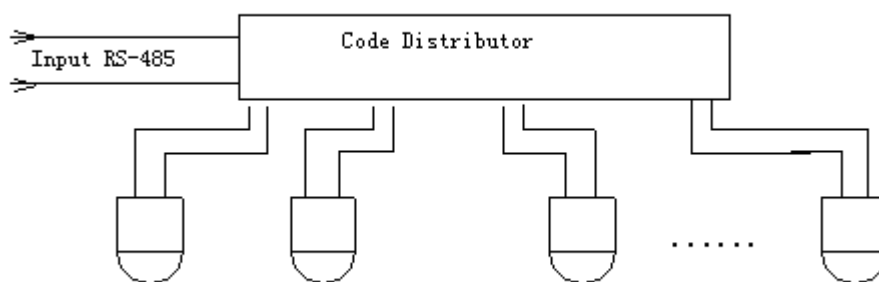 Code Distributor
Input RS-485
......